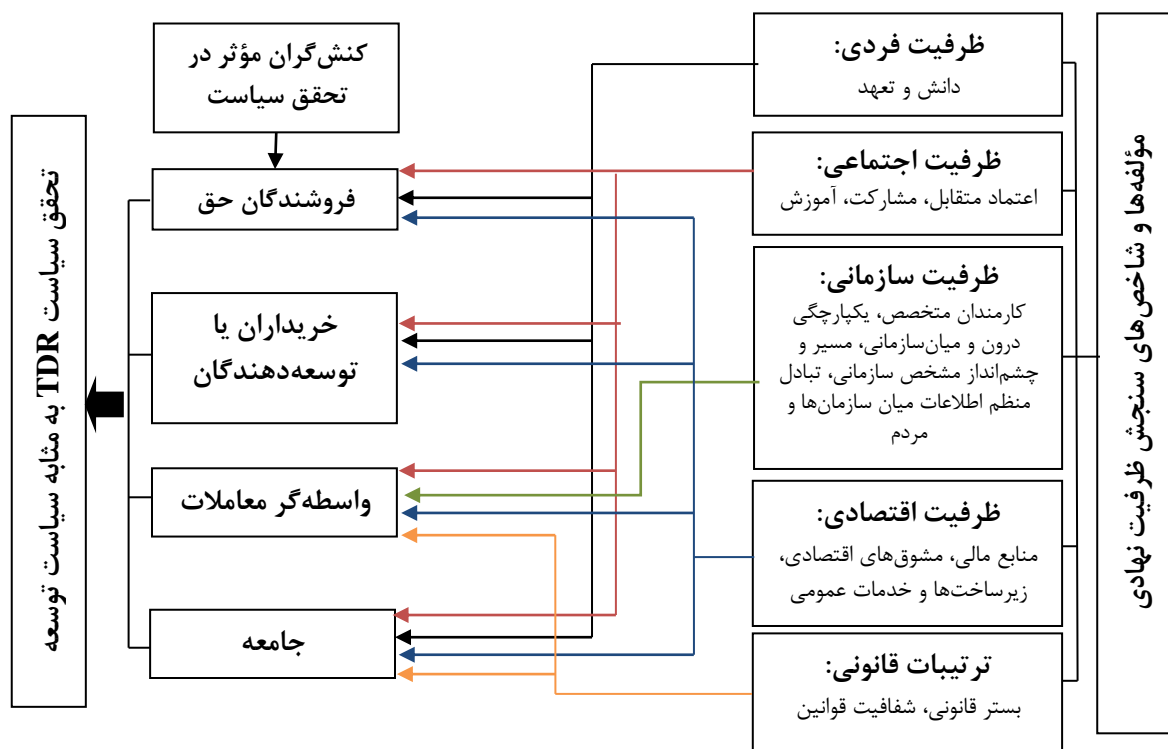 مؤلفه‌ها و شاخص‌های سنجش ظرفیت نهادی
ظرفیت فردی:
دانش و تعهد
ظرفیت اجتماعی:
اعتماد متقابل، مشارکت، آموزش
ظرفیت سازمانی:
کارمندان متخصص، یکپارچگی
درون و میان‌سازمانی، مسیر و
چشم‌انداز مشخص سازمانی، تبادل
منظم اطلاعات میان سازمان‌ها و
مردم
ظرفیت اقتصادی:
منابع مالی، مشوق‌های اقتصادی،
زیرساخت‌ها و خدمات عمومی
ترتیبات قانونی:
بستر قانونی، شفافیت قوانین
کنش‌گران مؤثر در
تحقق سیاست
فروشندگان حق
خریداران یا
توسعه‌دهندگان
واسطه‌گر معاملات
جامعه
تحقق سیاست TDR به مثابه سیاست توسعه